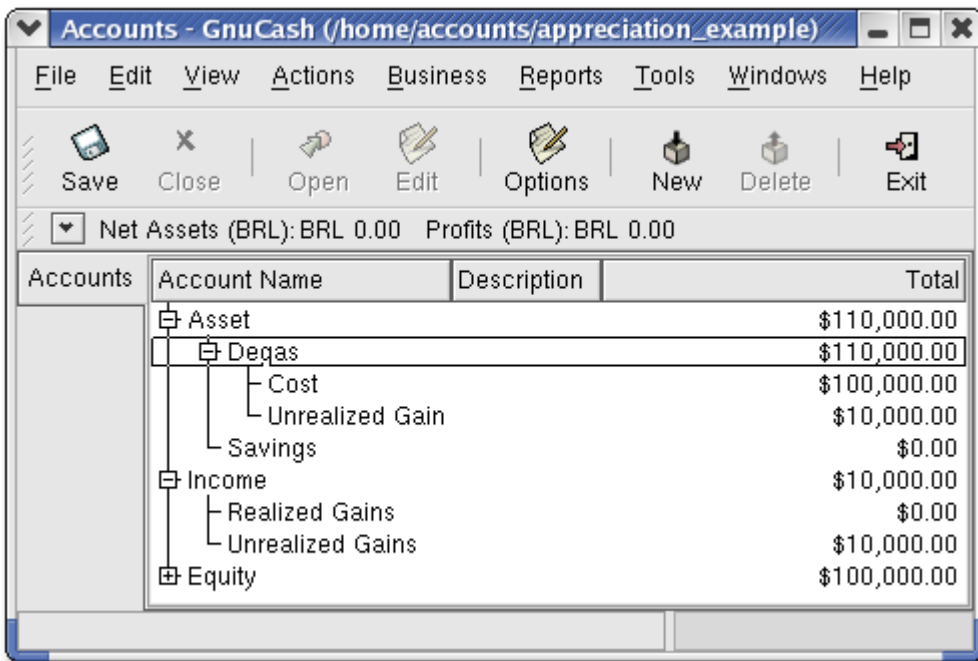 Accounts - GnuCash (/home/accounts/appreciation_example)
File Edit View Actions Business Reports Tools Windows Help
Save Close Open Edit Options New Delete Exit
Net Assets (BRL): BRL 0.00 Profits (BRL): BRL 0.00
Accounts Account Name Description Total
Asset $110,000.00
Degas $110,000.00
Cost $100,000.00
Unrealized Gain $10,000.00
Savings $0.00
Income $10,000.00
Realized Gains $0.00
Unrealized Gains $10,000.00
Equity $100,000.00